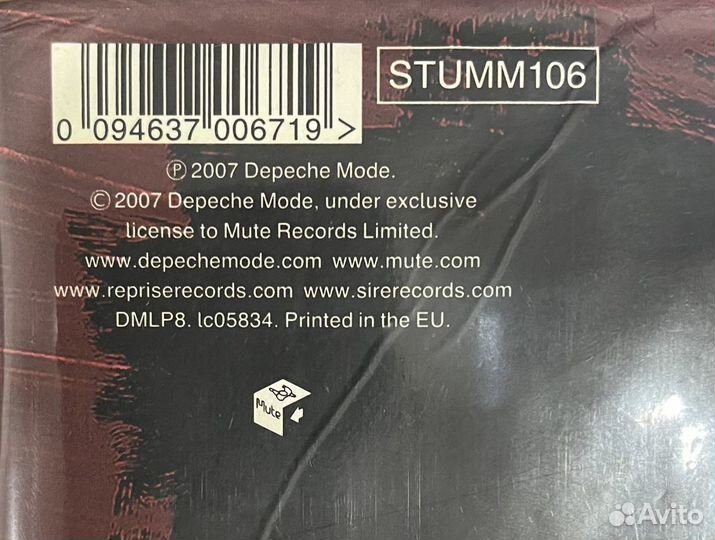 STUMM106
0 094637 006719 >
℗ 2007 Depeche Mode.
© 2007 Depeche Mode, under exclusive
license to Mute Records Limited.
www.depechemode.com www.mute.com
www.repriserecords.com www.sirerecords.com
DMLP8. lc05834. Printed in the EU.
Mute
Avito